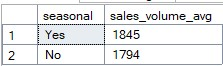 seasonal sales_volume_avg
1 Yes 1845
2 No 1794